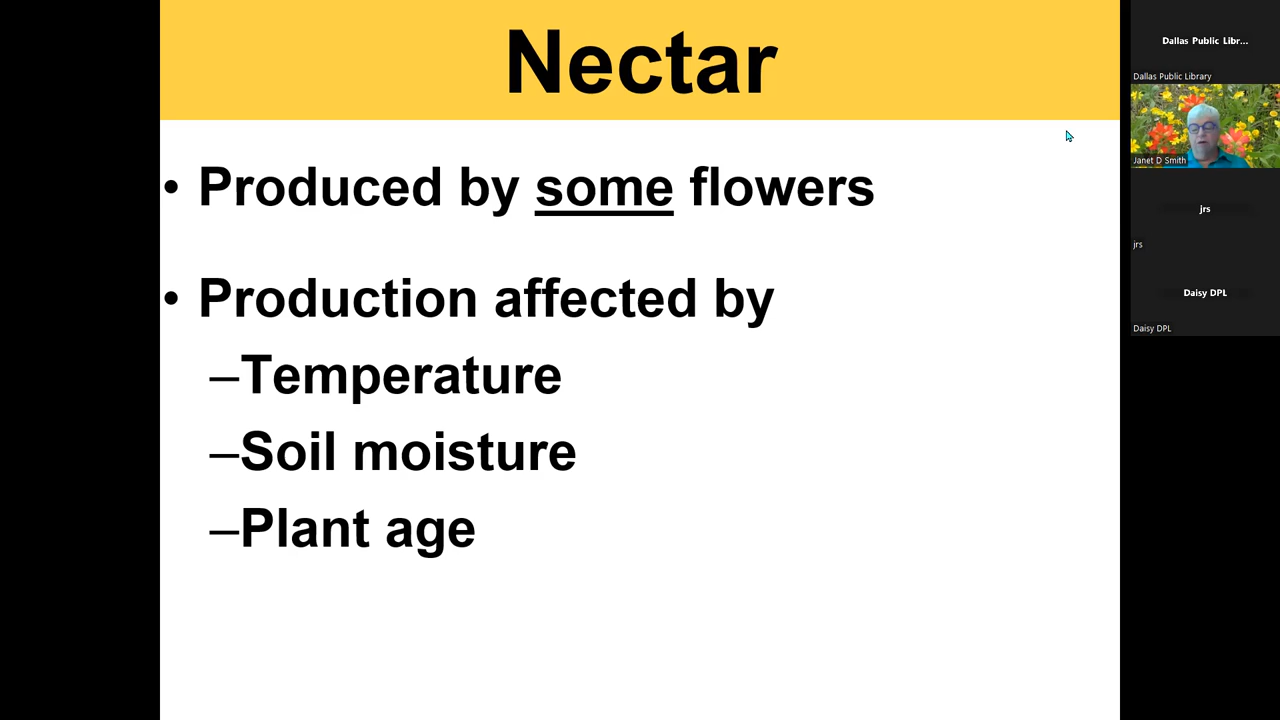 Nectar
• Produced by some flowers
• Production affected by
–Temperature
–Soil moisture
–Plant age
Dallas Public Libr...
Dallas Public Library
Janet D Smith
jrs
jrs
Daisy DPL
Daisy DPL